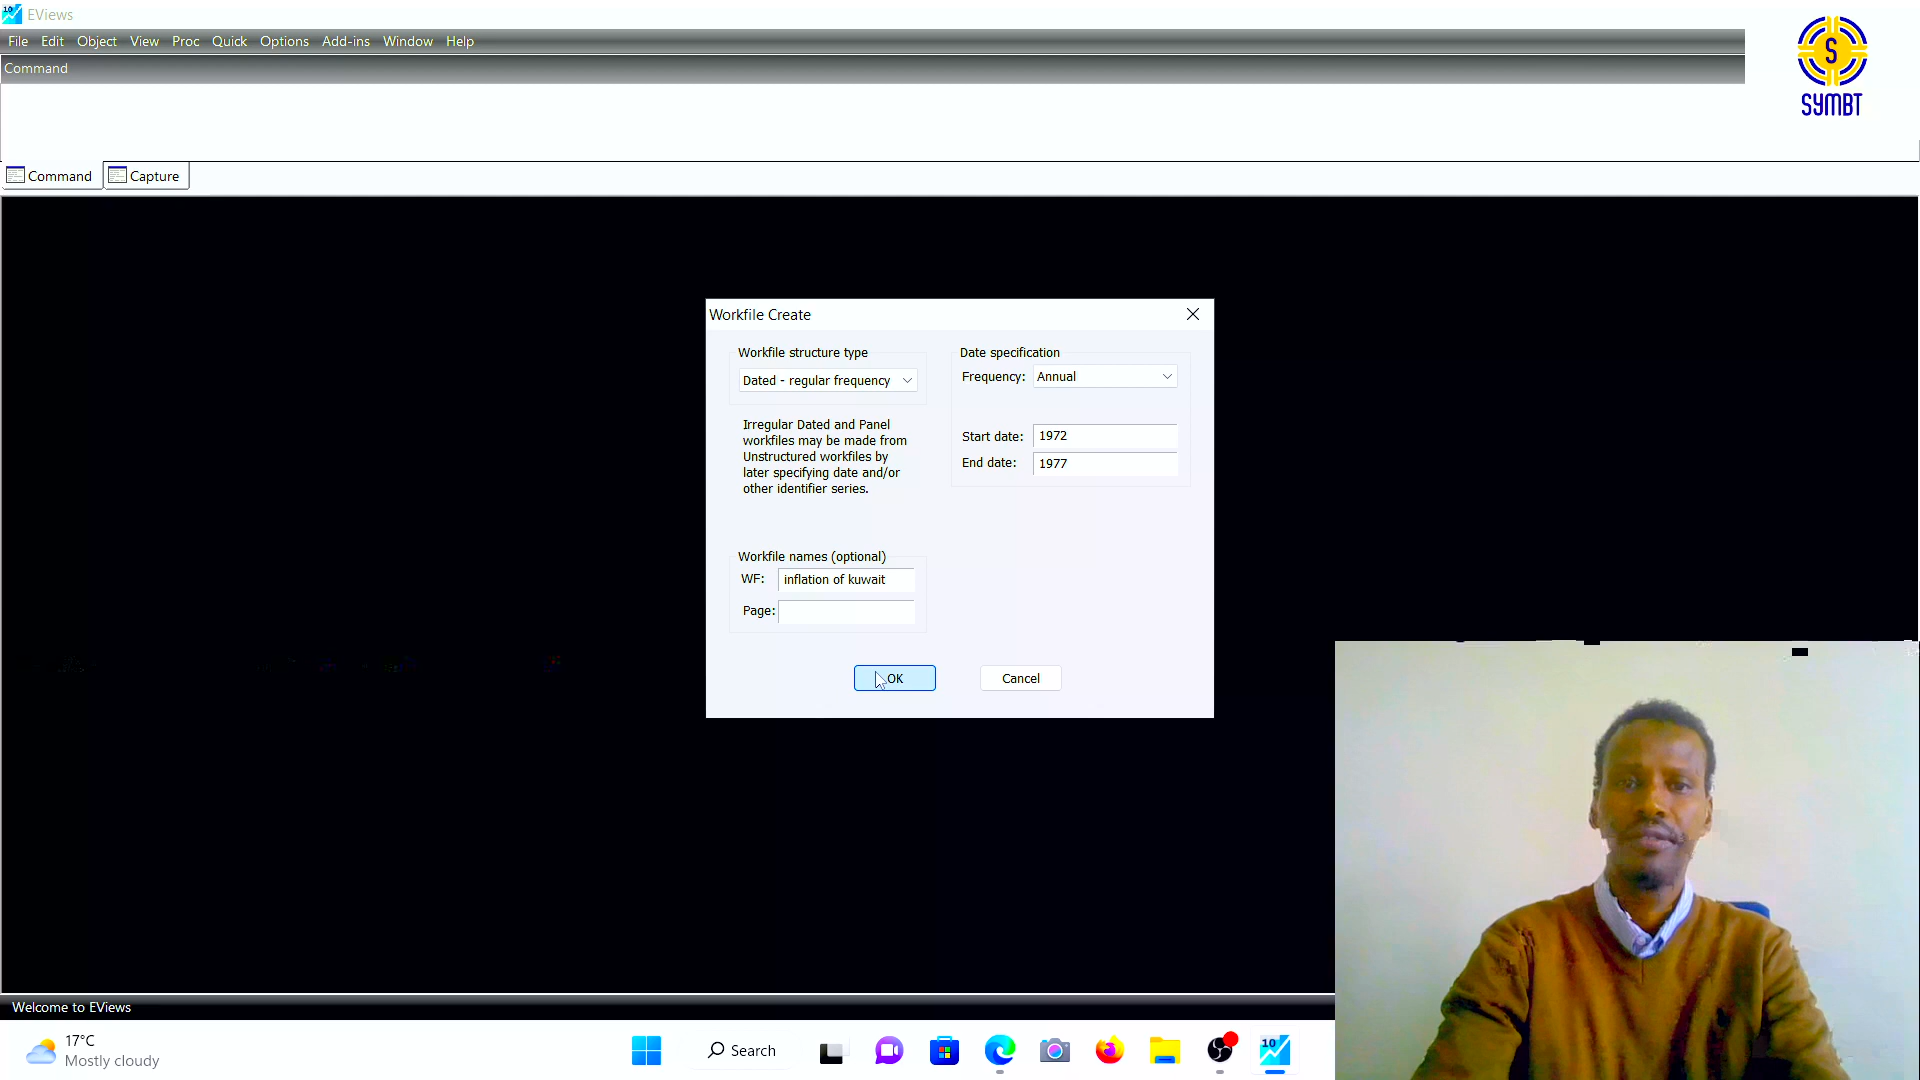 10
EViews
File Edit Object View Proc Quick Options Add-ins Window Help
Command
S
SYMBT
Command Capture
Workfile Create
Workfile structure type
Dated - regular frequency
Irregular Dated and Panel
workfiles may be made from
Unstructured workfiles by
later specifying date and/or
other identifier series.
Date specification
Frequency: Annual
Start date: 1972
End date: 1977
Workfile names (optional)
WF: inflation of kuwait
Page:
OK Cancel
Welcome to EViews
17°C
Mostly cloudy
Search
10